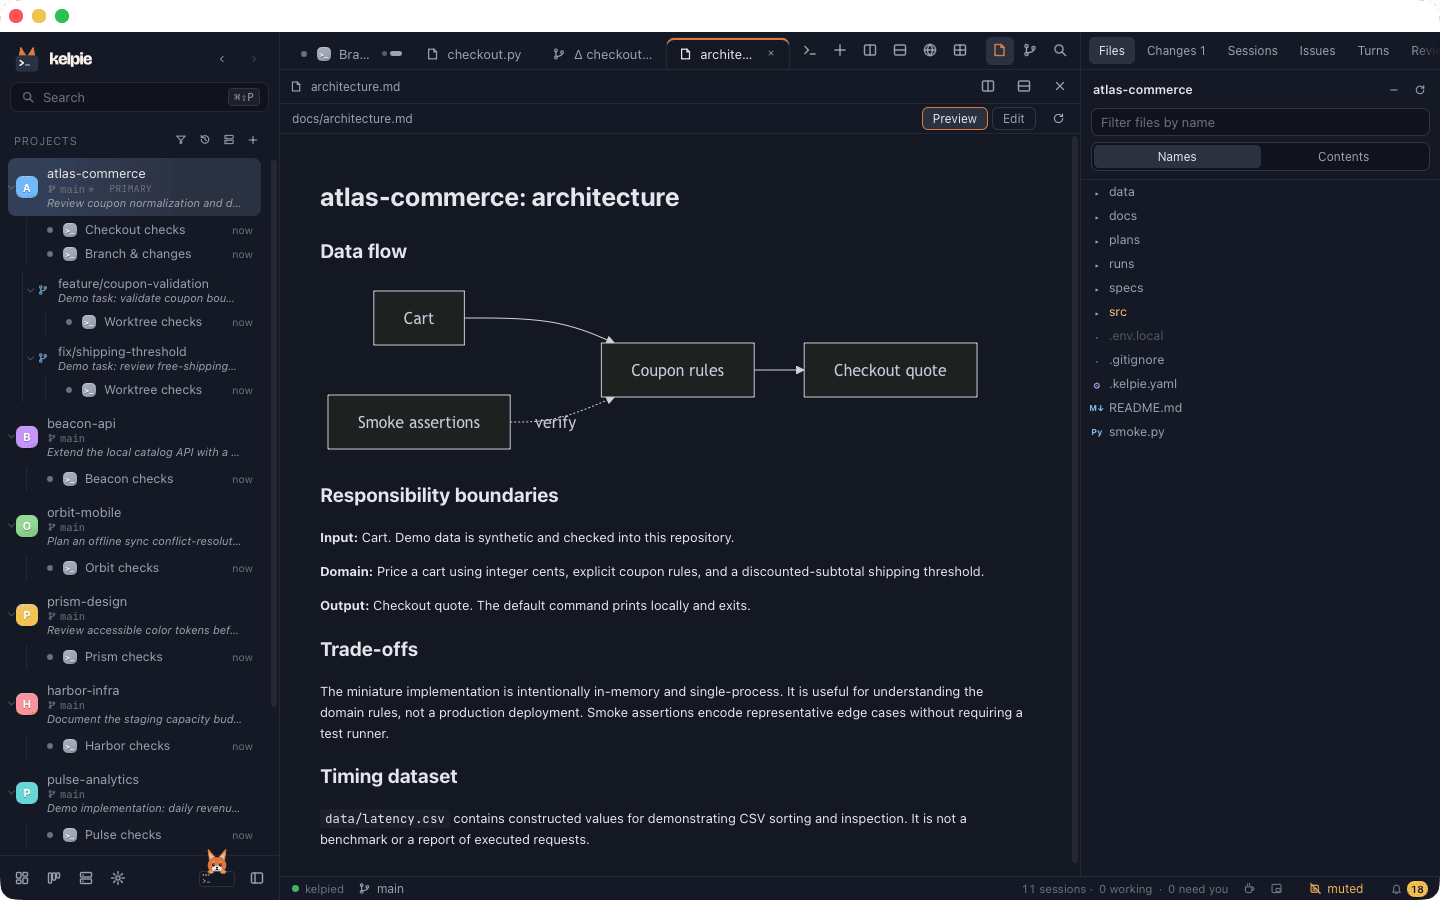 kelpie
Search
⌘⇧P
PROJECTS
A
atlas-commerce
main * PRIMARY
Review coupon normalization and d...
Checkout checks now
Branch & changes now
feature/coupon-validation
Demo task: validate coupon bou...
Worktree checks now
fix/shipping-threshold
Demo task: review free-shipping...
Worktree checks now
B
beacon-api
main
Extend the local catalog API with a ...
Beacon checks now
O
orbit-mobile
main
Plan an offline sync conflict-resolut...
Orbit checks now
P
prism-design
main
Review accessible color tokens bef...
Prism checks now
H
harbor-infra
main
Document the staging capacity bud...
Harbor checks now
pulse-analytics
P
main
Demo implementation: daily revenu...
Pulse checks now
Bra... checkout.py Δ checkout... archite... ×
architecture.md
docs/architecture.md Preview Edit
atlas-commerce: architecture
Data flow
Cart
Coupon rules
Checkout quote
Smoke assertions
verify
Responsibility boundaries
Input: Cart. Demo data is synthetic and checked into this repository.
Domain: Price a cart using integer cents, explicit coupon rules, and a discounted-subtotal shipping threshold.
Output: Checkout quote. The default command prints locally and exits.
Trade-offs
The miniature implementation is intentionally in-memory and single-process. It is useful for understanding the
domain rules, not a production deployment. Smoke assertions encode representative edge cases without requiring a
test runner.
Timing dataset
data/latency.csv contains constructed values for demonstrating CSV sorting and inspection. It is not a
benchmark or a report of executed requests.
Files Changes 1 Sessions Issues Turns
atlas-commerce
Filter files by name
Names Contents
data
docs
plans
runs
specs
src
.env.local
.gitignore
.kelpie.yaml
M↓ README.md
Py smoke.py
kelpied main
11 sessions · 0 working · 0 need you muted 18